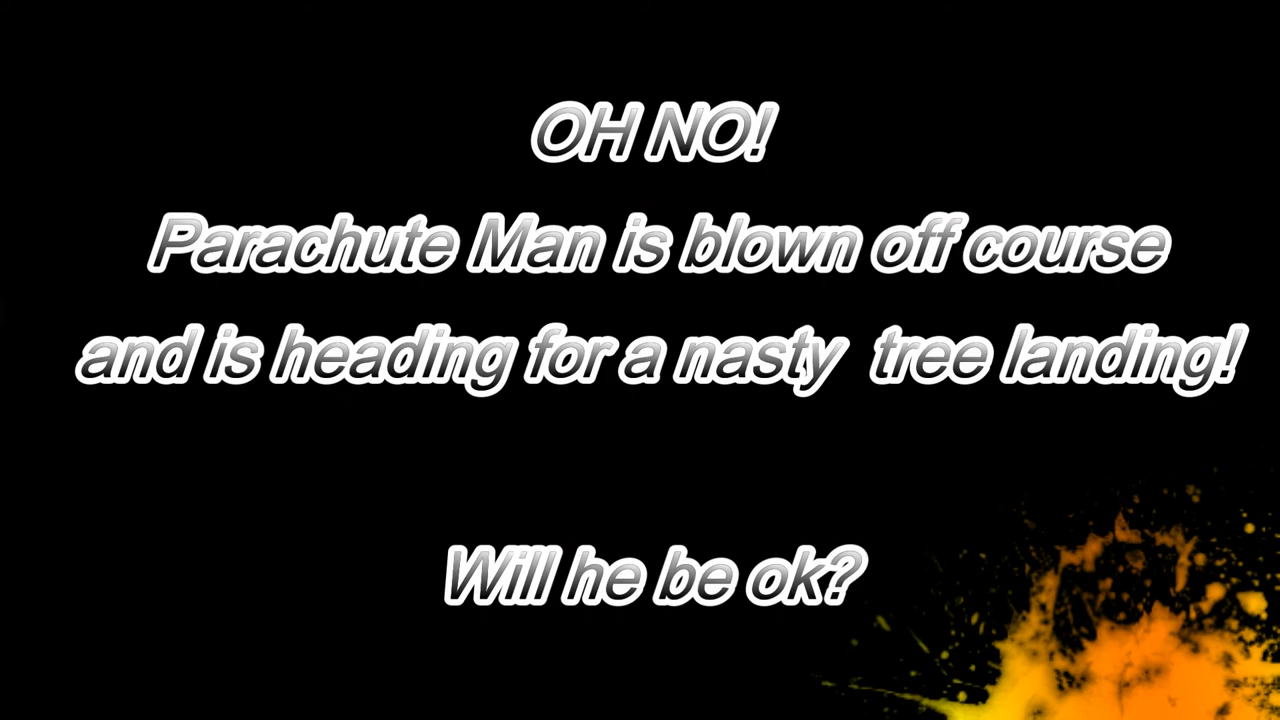 OH NO!
Parachute Man is blown off course
and is heading for a nasty  tree landing!
Will he be ok?